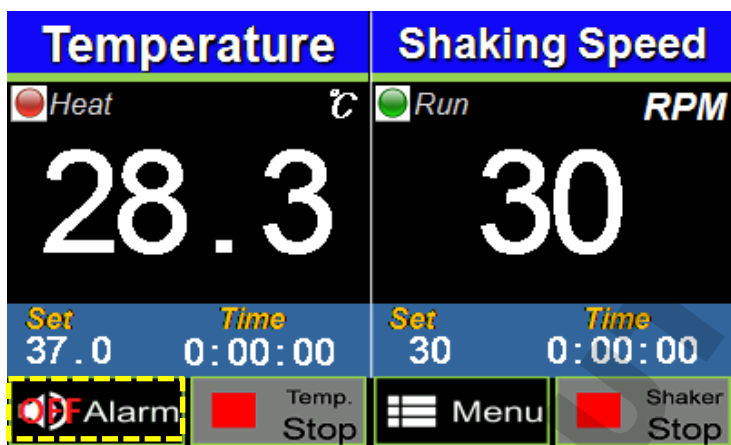 Temperature
Shaking Speed
Heat
℃
Run
RPM
28.3
30
Set
Time
Set
Time
37.0
0:00:00
30
0:00:00
OFF Alarm
Temp.
Stop
Menu
Shaker
Stop